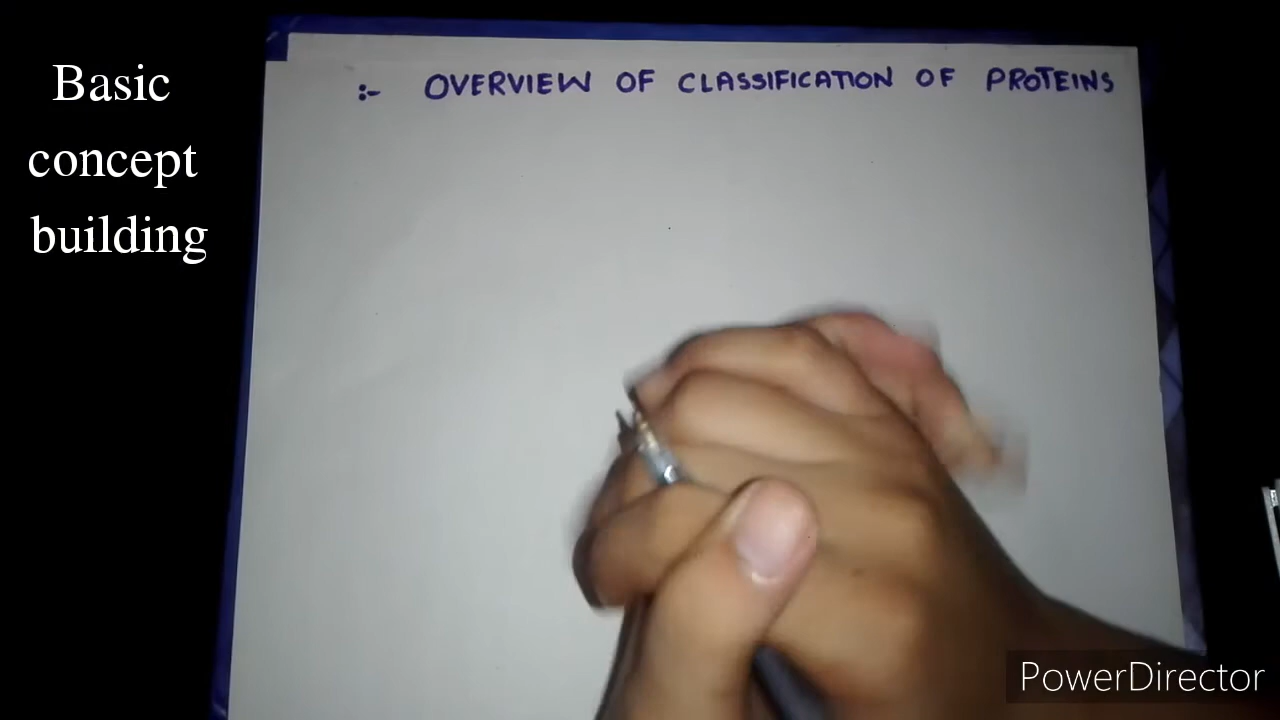 Basic
concept
building
:- OVERVIEW OF CLASSIFICATION OF PROTEINS
PowerDirector